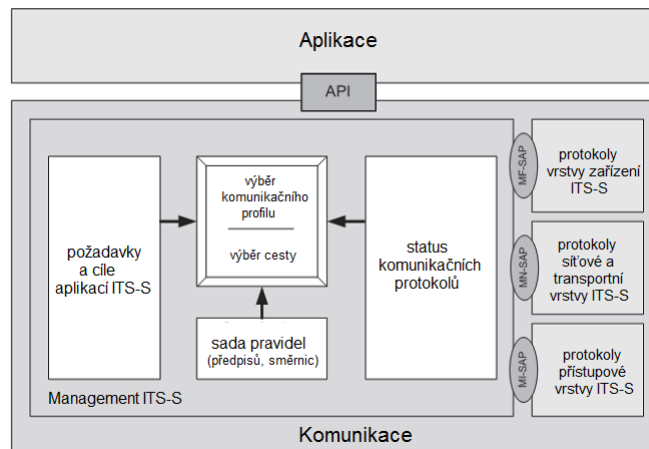 Aplikace
API
požadavky
a cíle
aplikací ITS-S
výběr
komunikačního
profilu
výběr cesty
sada pravidel
(předpisů, směrnic)
status
komunikačních
protokolů
Management ITS-S
MF-SAP
protokoly
vrstvy zařízení
ITS-S
MN-SAP
protokoly
síťové a
transportní
vrstvy ITS-S
MI-SAP
protokoly
přístupové
vrstvy ITS-S
Komunikace